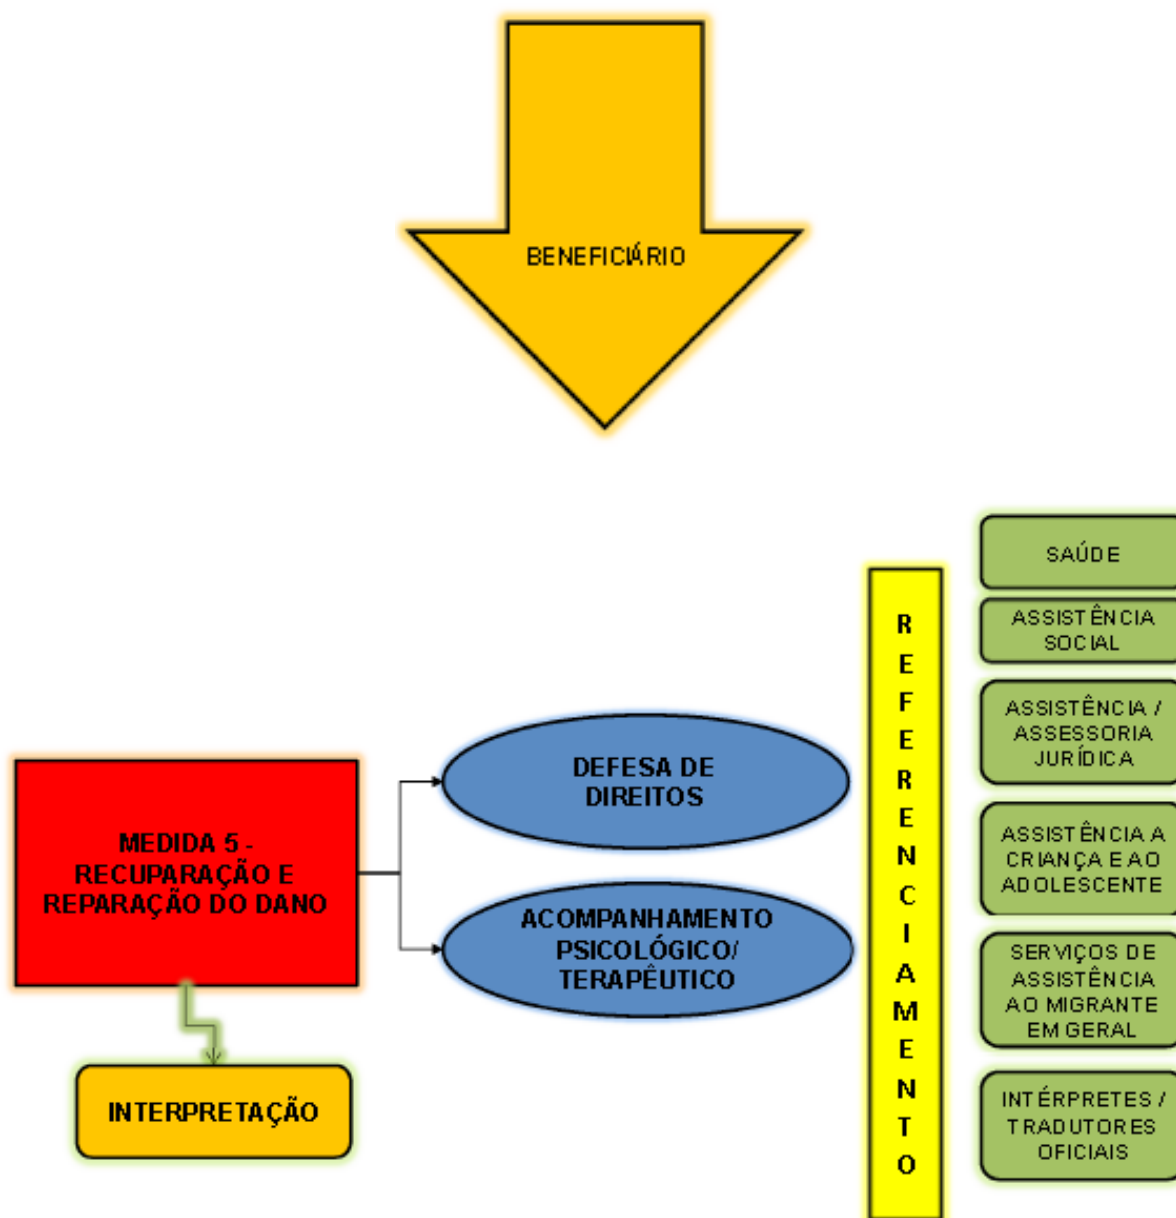 BENEFICIÁRIO
MEDIDA 5 -
RECUPARAÇÃO E
REPARAÇÃO DO DANO
INTERPRETAÇÃO
DEFESA DE
DIREITOS
ACOMPANHAMENTO
PSICOLÓGICO/
TERAPÊUTICO
R
E
F
E
R
E
N
C
I
A
M
E
N
T
O
SAÚDE
ASSISTÊNCIA
SOCIAL
ASSISTÊNCIA /
ASSESSORIA
JURÍDICA
ASSISTÊNCIA A
CRIANÇA E AO
ADOLESCENTE
SERVIÇOS DE
ASSISTÊNCIA
AO MIGRANTE
EM GERAL
INTÉRPRETES /
TRADUTORES
OFICIAIS